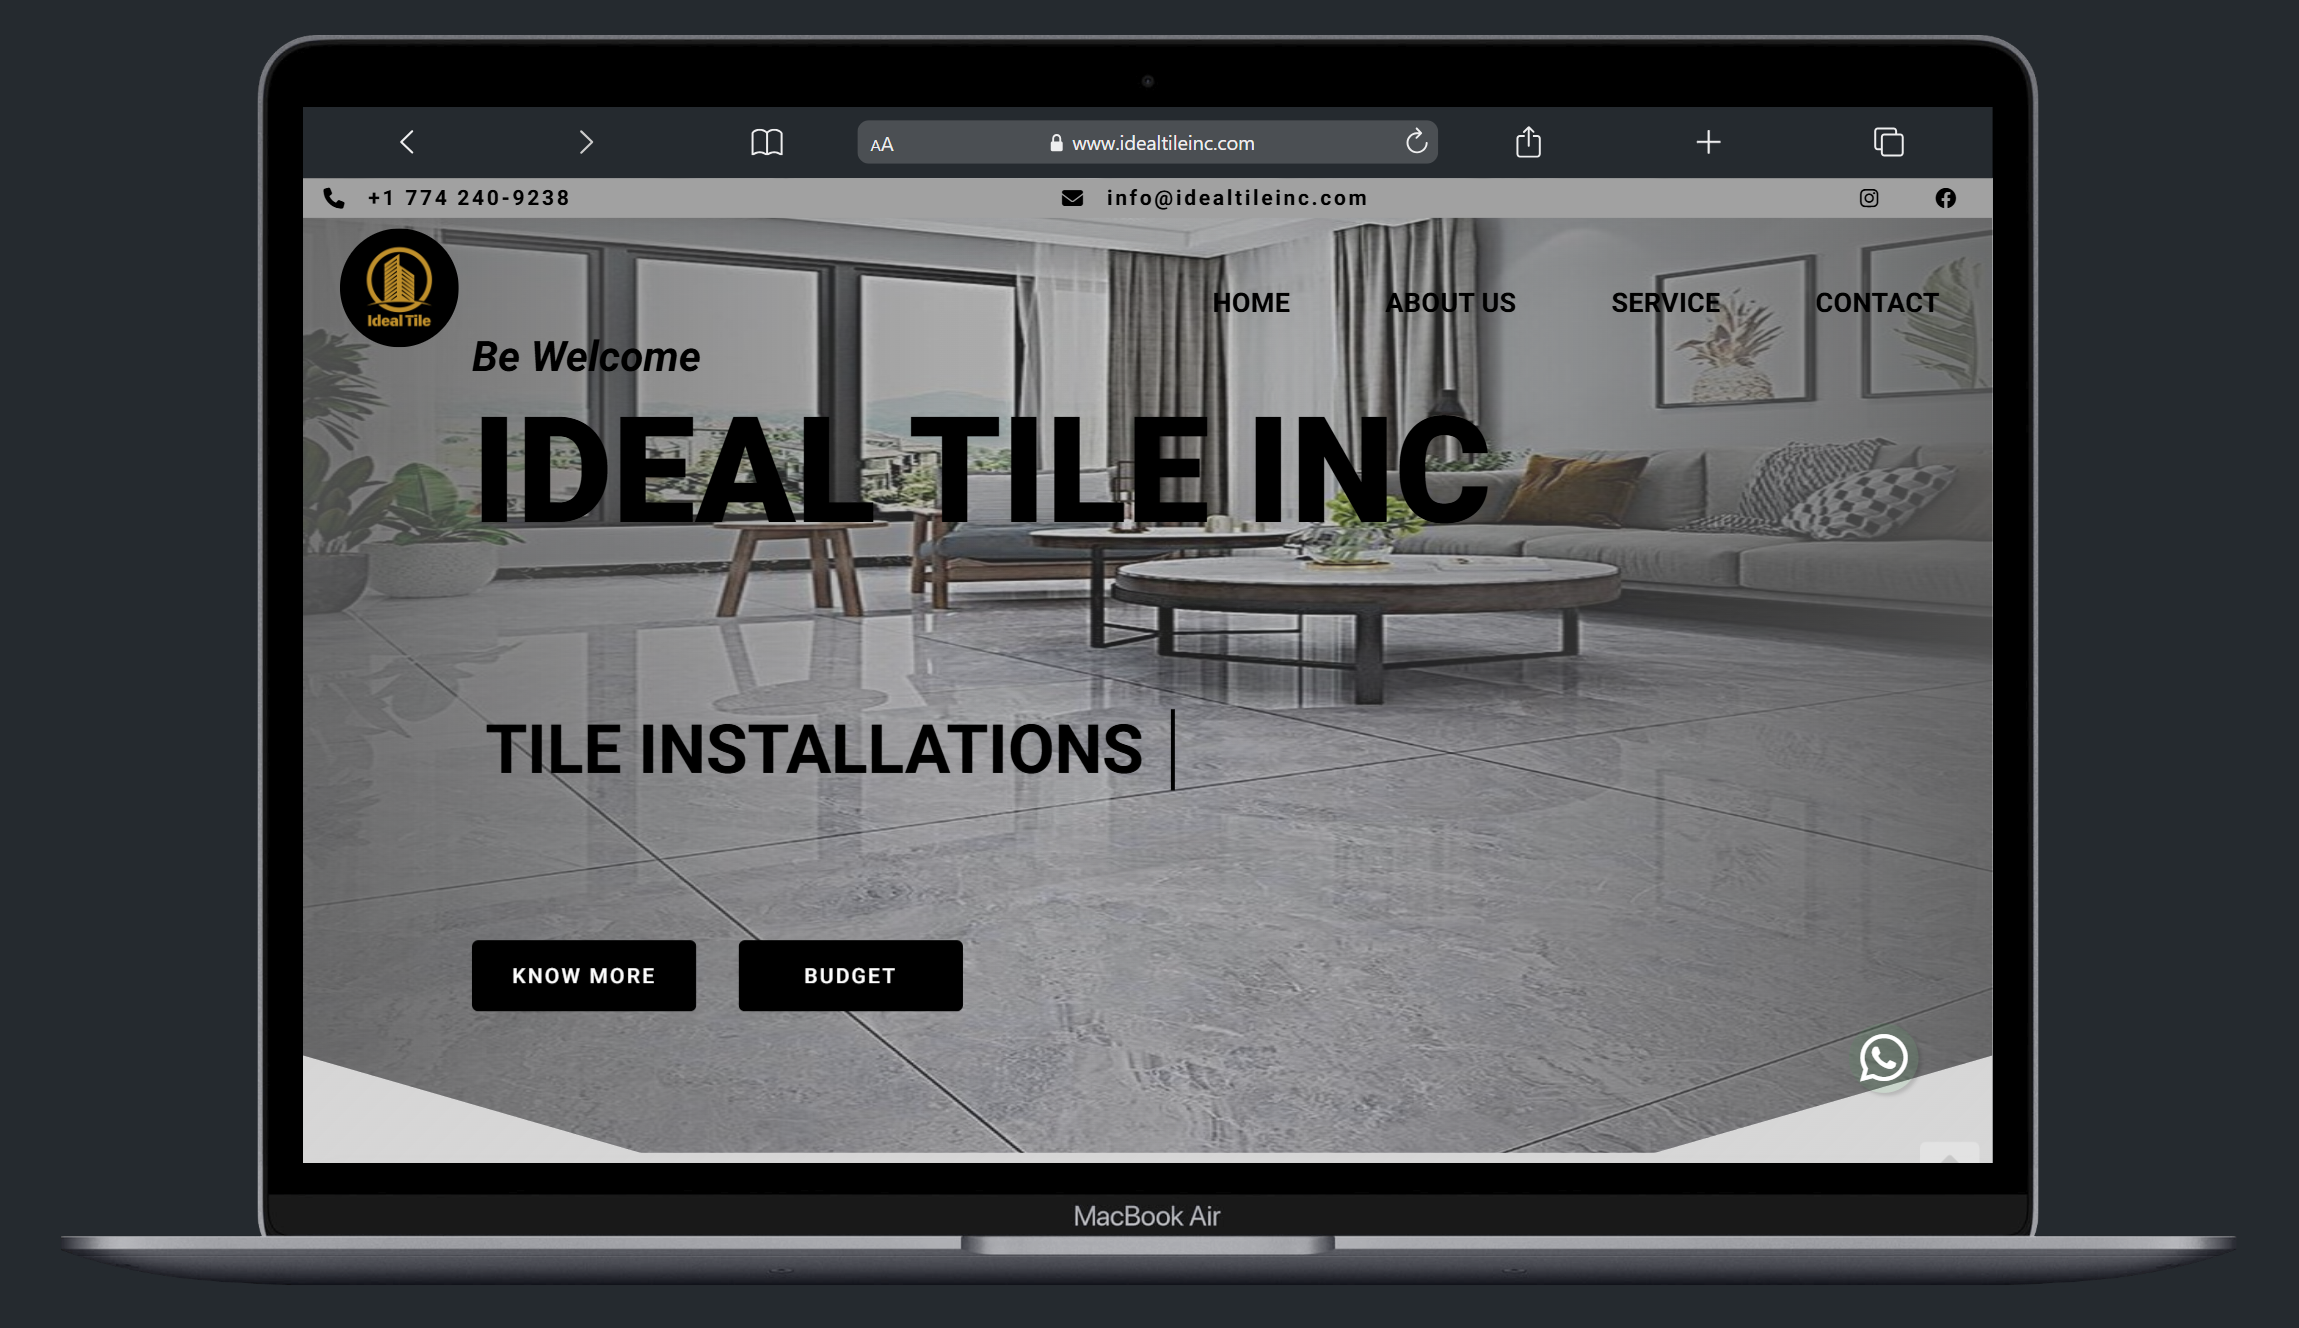 AA www.idealtileinc.com
+1 774 240-9238 info@idealtileinc.com
Ideal Tile
HOME ABOUT US SERVICE CONTACT
Be Welcome
IDEAL TILE INC
TILE INSTALLATIONS
KNOW MORE BUDGET
MacBook Air